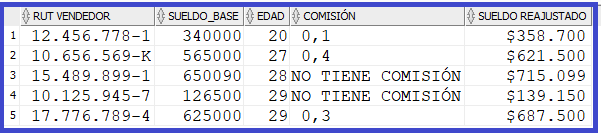 RUT VENDEDOR SUELDO_BASE EDAD COMISIÓN SUELDO REAJUSTADO
1 12.456.778-1 340000 20 0,1 $358.700
2 10.656.569-K 565000 27 0,4 $621.500
3 15.489.899-1 650090 28 NO TIENE COMISIÓN $715.099
4 10.125.945-7 126500 29 NO TIENE COMISIÓN $139.150
5 17.776.789-4 625000 29 0,3 $687.500